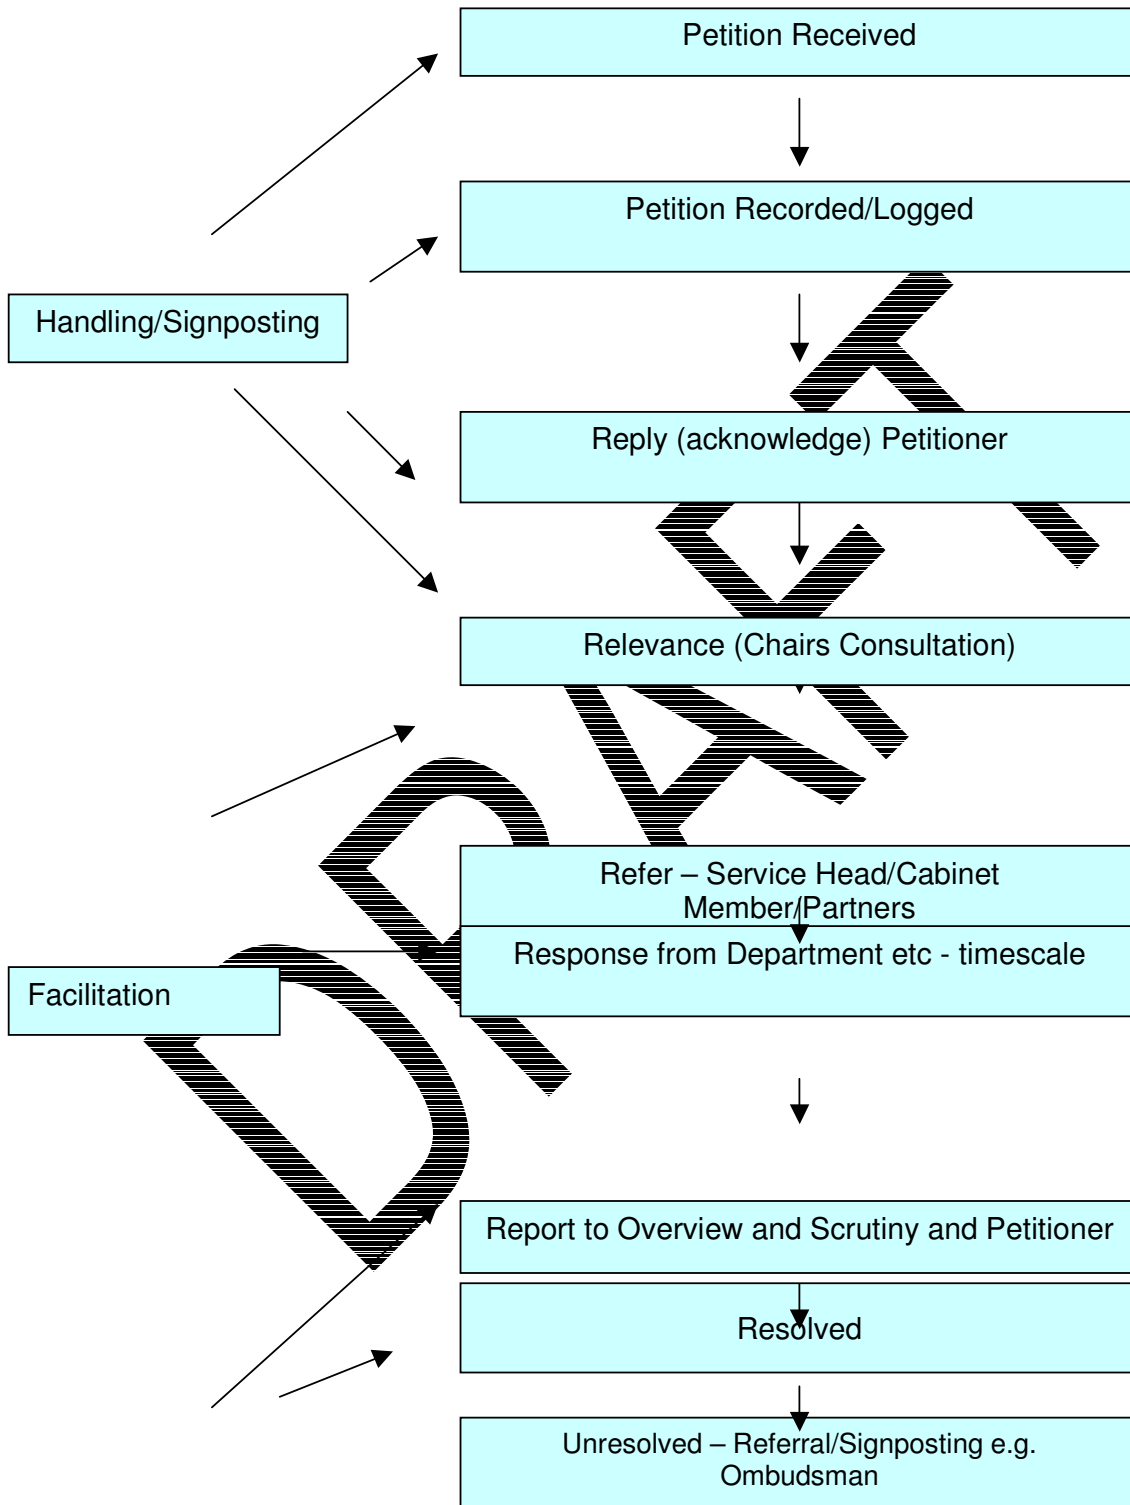 Petition Received
Petition Recorded/Logged
Handling/Signposting
Reply (acknowledge) Petitioner
Relevance (Chairs Consultation)
Refer – Service Head/Cabinet
Member/Partners
Response from Department etc - timescale
Facilitation
Report to Overview and Scrutiny and Petitioner
Resolved
Unresolved – Referral/Signposting e.g.
Ombudsman
DRAFT